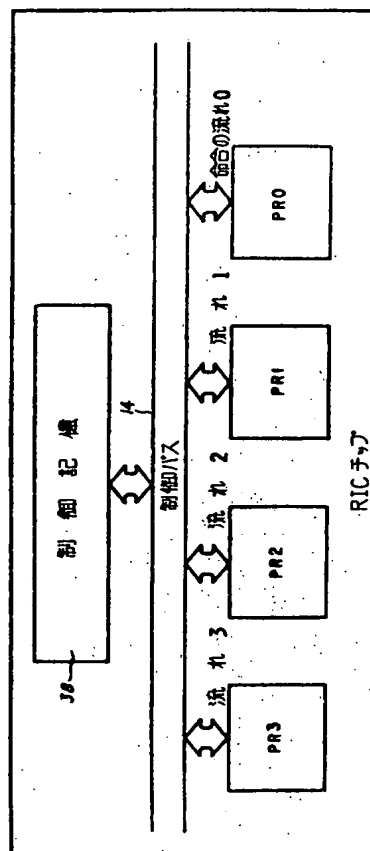 制御記憶
38
14
制御バス
流れ 3
流れ 2
流れ 1
命令の流れ0
PR3
PR2
PR1
PR0
RICチップ